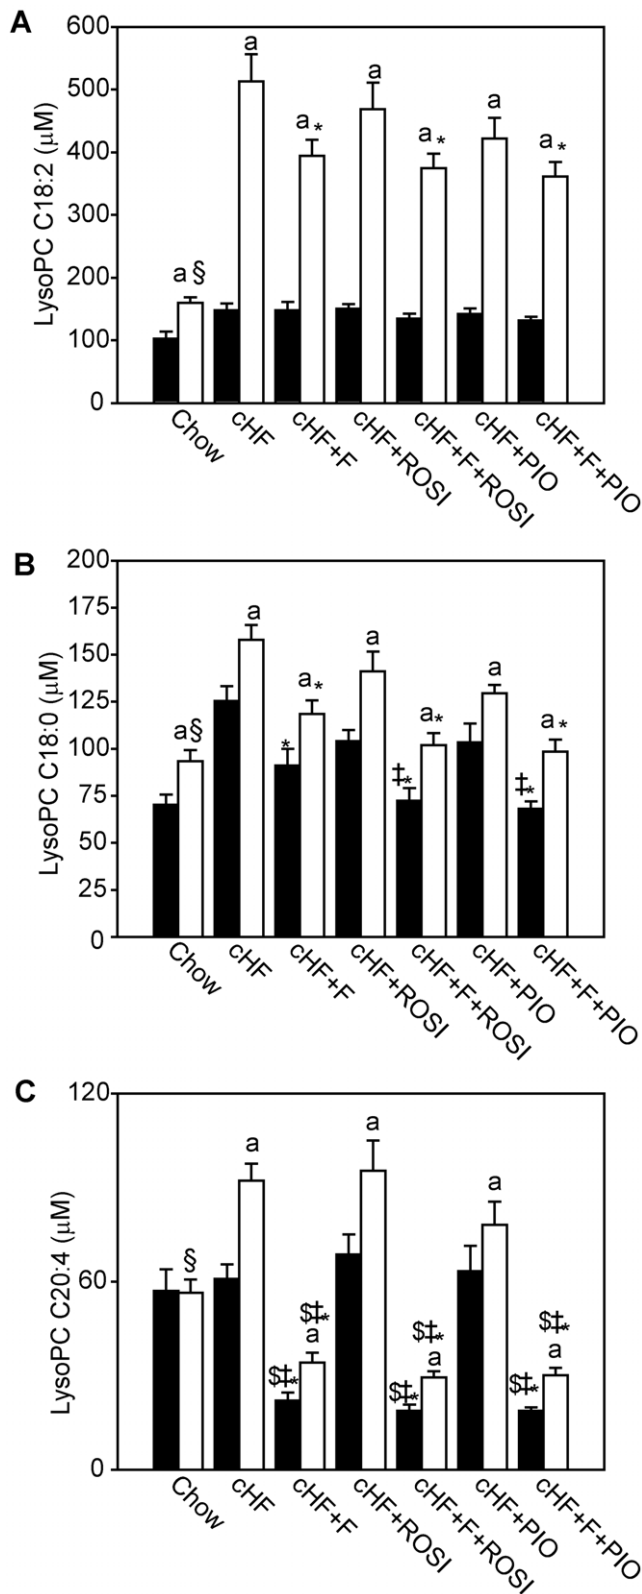 A
LysoPC C18:2 (μM)
600
500
400
300
200
100
0
a §
a
a *
a
a *
a
a *
Chow
cHF
cHF+F
cHF+ROSI
cHF+F+ROSI
cHF+PIO
cHF+F+PIO
B
LysoPC C18:0 (μM)
200
175
150
125
100
75
50
25
0
a§
a
*
a*
a
‡*
a*
a
‡*
a*
Chow
cHF
cHF+F
cHF+ROSI
cHF+F+ROSI
cHF+PIO
cHF+F+PIO
C
LysoPC C20:4 (μM)
120
60
0
§
a
$‡*
$‡*
a
a
$‡*
$‡*
a
a
$‡*
$‡*
a
Chow
cHF
cHF+F
cHF+ROSI
cHF+F+ROSI
cHF+PIO
cHF+F+PIO